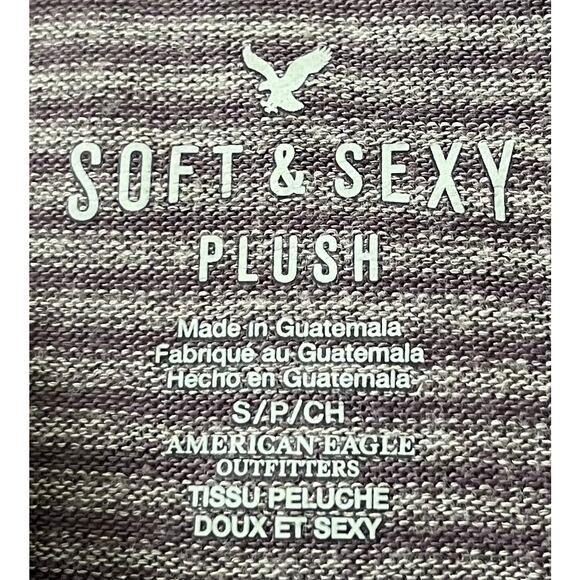 SOFT & SEXY
PLUSH
Made in Guatemala
Fabriqué au Guatemala
Hecho en Guatemala
S/P/CH
AMERICAN EAGLE
OUTFITTERS
TISSU PELUCHE
DOUX ET SEXY